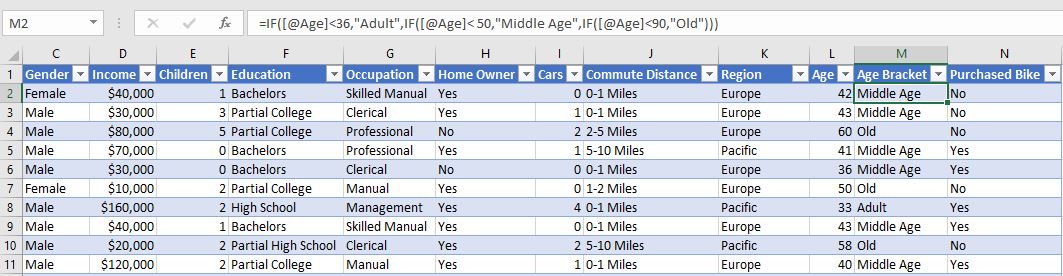 M2 =IF([@Age]<36,"Adult",IF([@Age]< 50,"Middle Age",IF([@Age]<90,"Old")))
C D E F G H I J K L M N
1 Gender Income Children Education Occupation Home Owner Cars Commute Distance Region Age Age Bracket Purchased Bike
2 Female $40,000 1 Bachelors Skilled Manual Yes 0 0-1 Miles Europe 42 Middle Age No
3 Male $30,000 3 Partial College Clerical Yes 1 0-1 Miles Europe 43 Middle Age No
4 Male $80,000 5 Partial College Professional No 2 2-5 Miles Europe 60 Old No
5 Male $70,000 0 Bachelors Professional Yes 1 5-10 Miles Pacific 41 Middle Age Yes
6 Male $30,000 0 Bachelors Clerical No 0 0-1 Miles Europe 36 Middle Age Yes
7 Female $10,000 2 Partial College Manual Yes 0 1-2 Miles Europe 50 Old No
8 Male $160,000 2 High School Management Yes 4 0-1 Miles Pacific 33 Adult Yes
9 Male $40,000 1 Bachelors Skilled Manual Yes 0 0-1 Miles Europe 43 Middle Age Yes
10 Male $20,000 2 Partial High School Clerical Yes 2 5-10 Miles Pacific 58 Old No
11 Male $120,000 2 Partial College Manual Yes 1 0-1 Miles Europe 40 Middle Age Yes